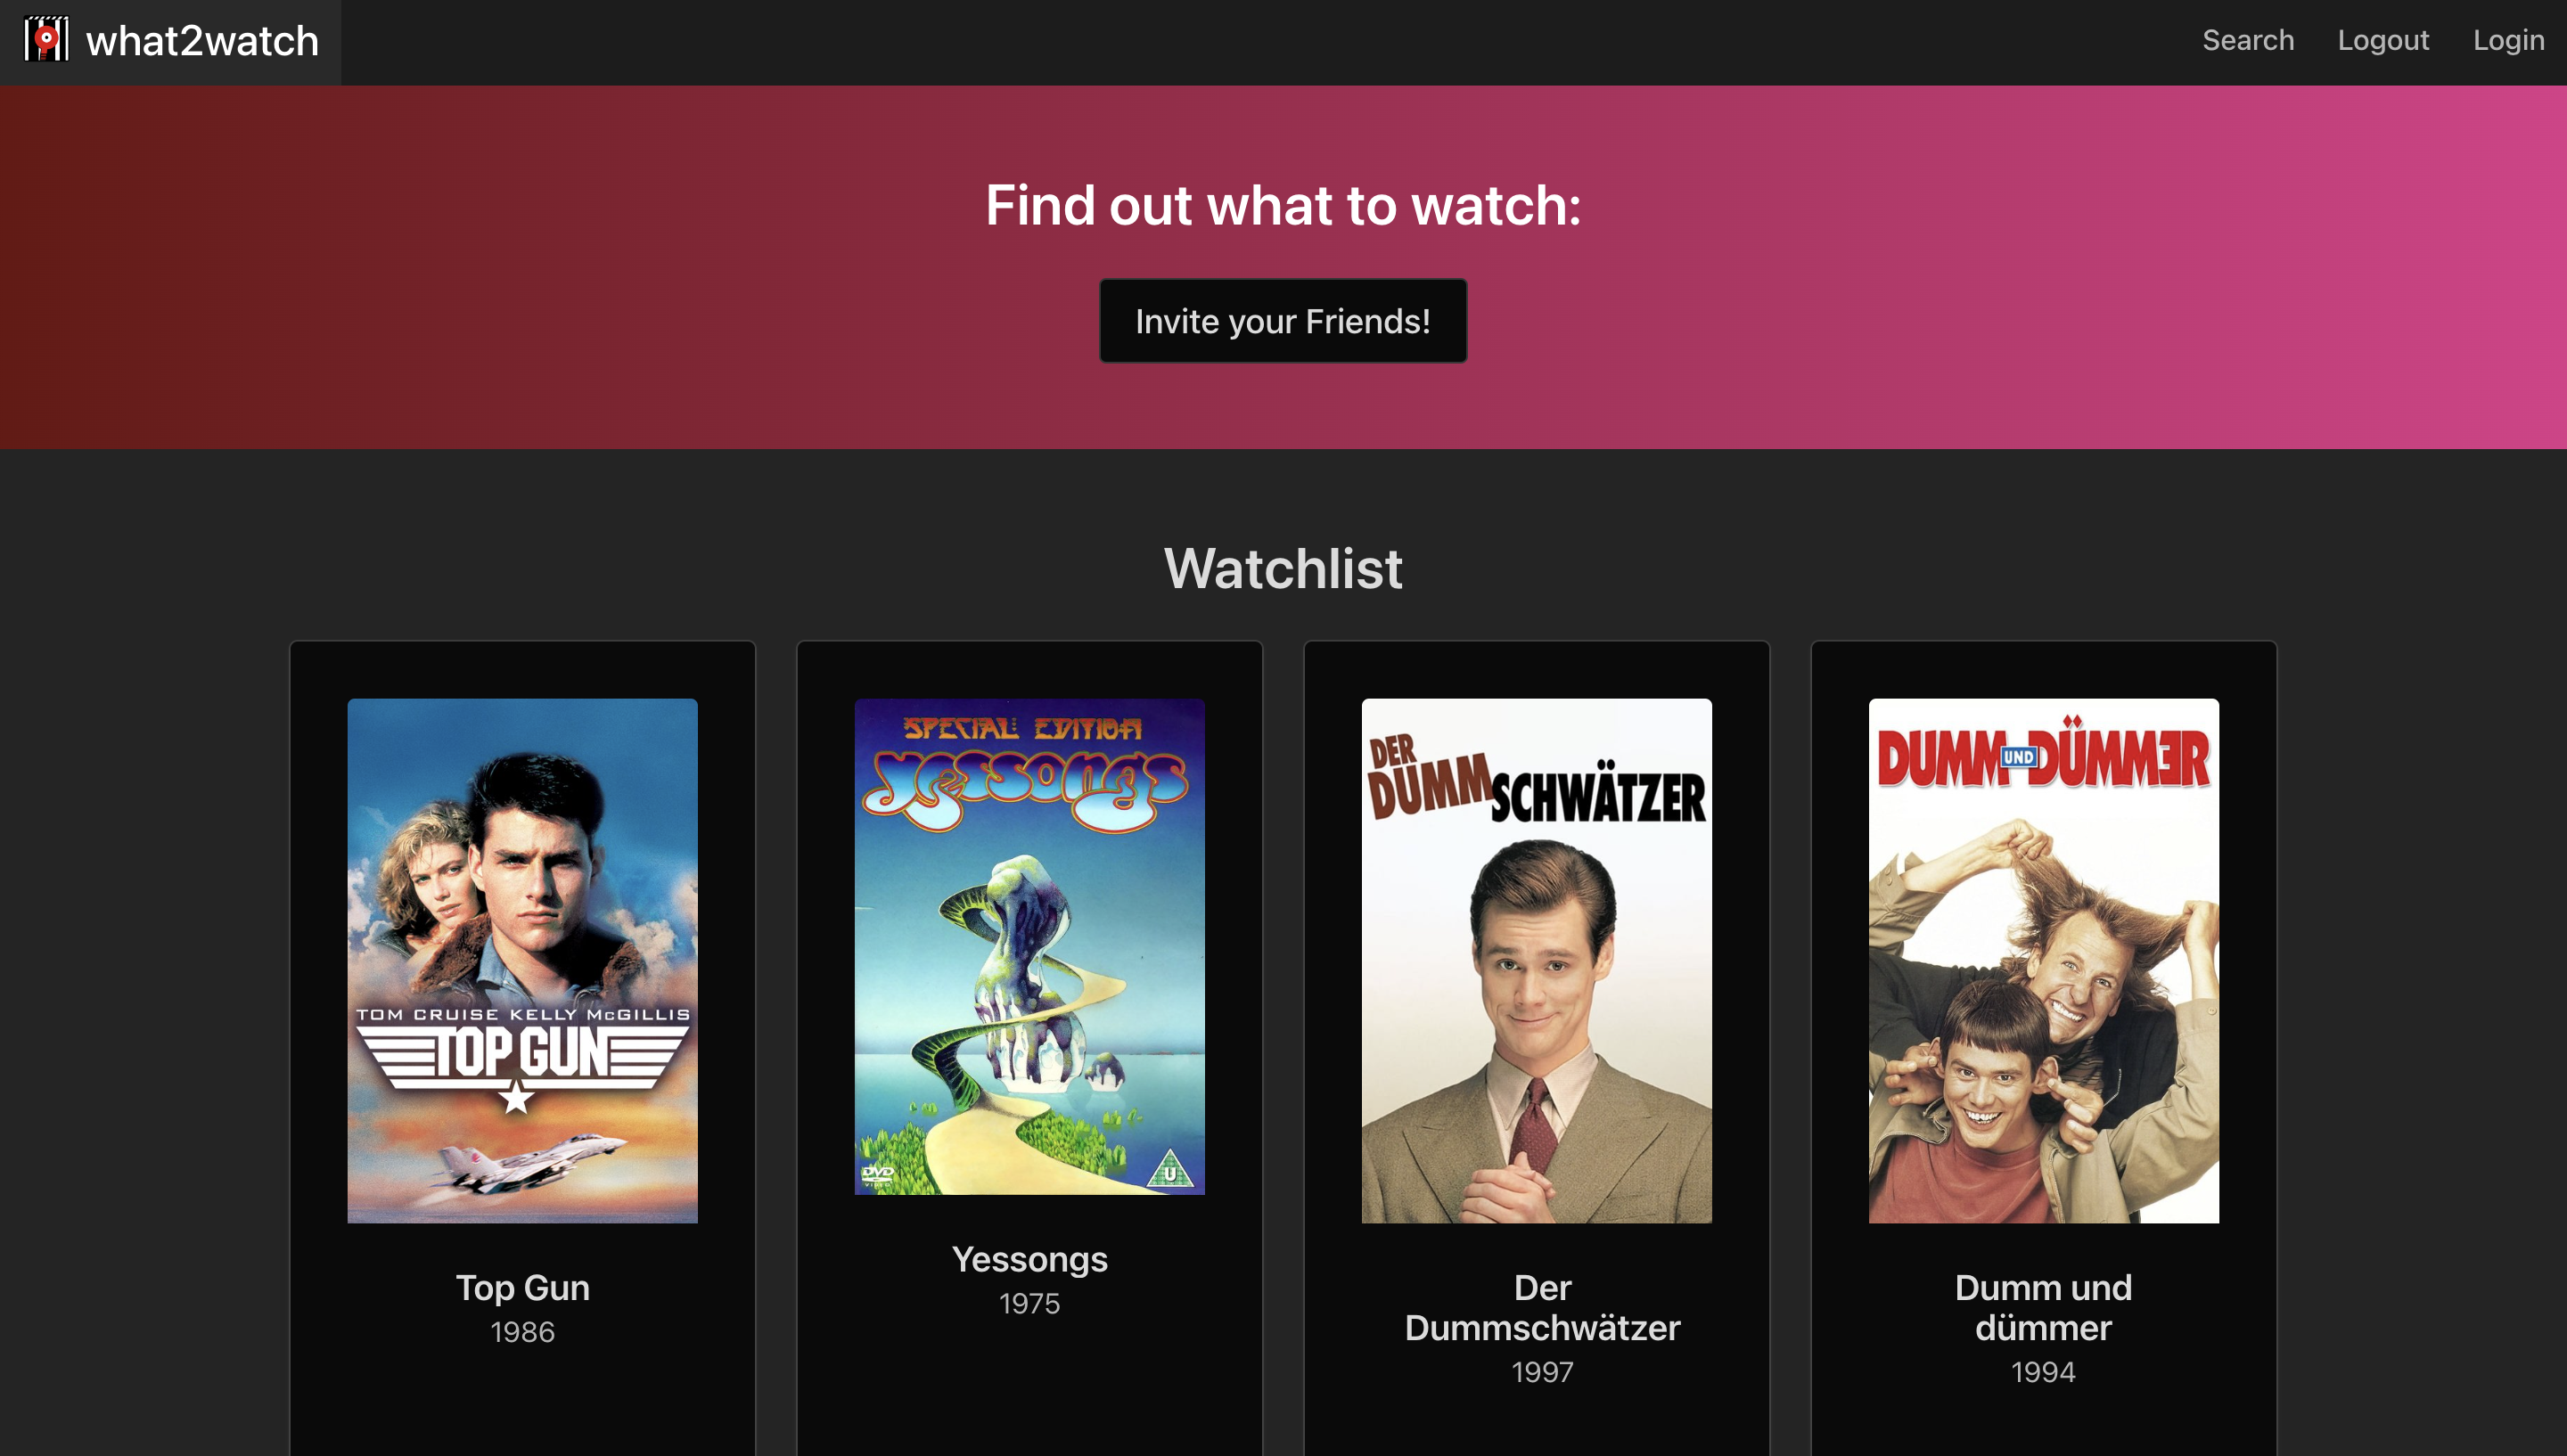 what2watch
Search
Logout
Login
Find out what to watch:
Invite your Friends!
Watchlist
TOM CRUISE KELLY McGILLIS
TOP GUN
Top Gun
1986
SPECIAL EDITION
yessongs
DVD
VIDEO
U
Yessongs
1975
DER
DUMM
SCHWÄTZER
Der
Dummschwätzer
1997
DUMM UND DÜMMER
Dumm und
dümmer
1994